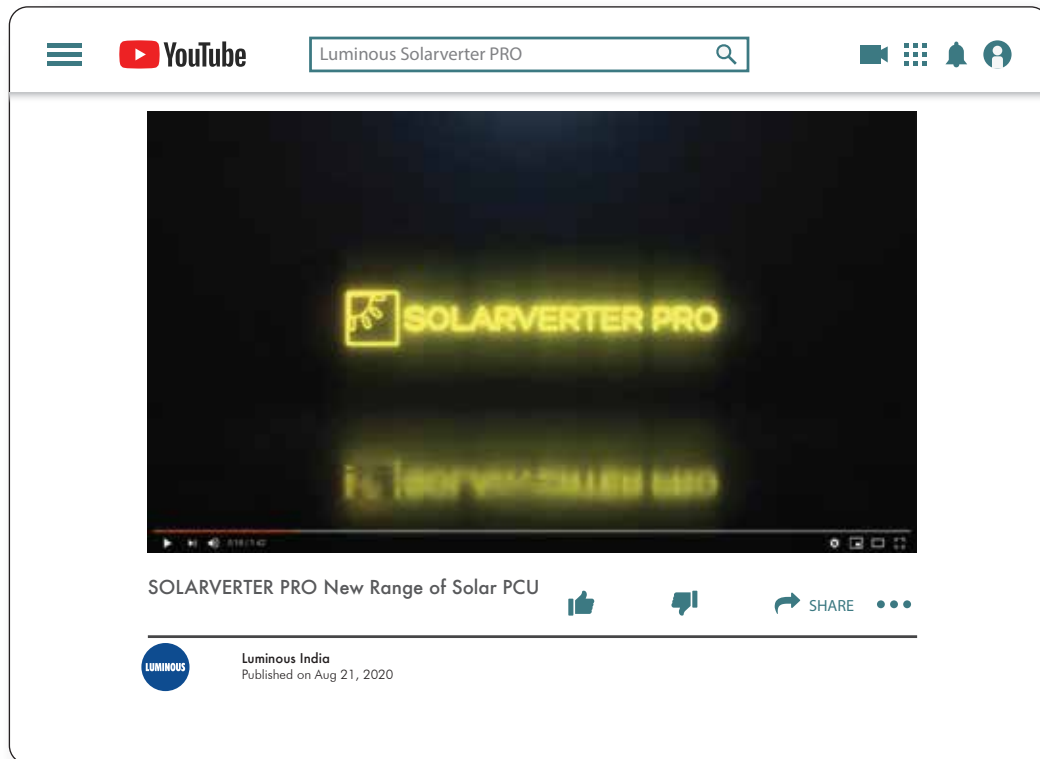 YouTube
Luminous Solarverter PRO
SOLARVERTER PRO
SOLARVERTER PRO New Range of Solar PCU
SHARE
LUMINOUS
Luminous India
Published on Aug 21, 2020